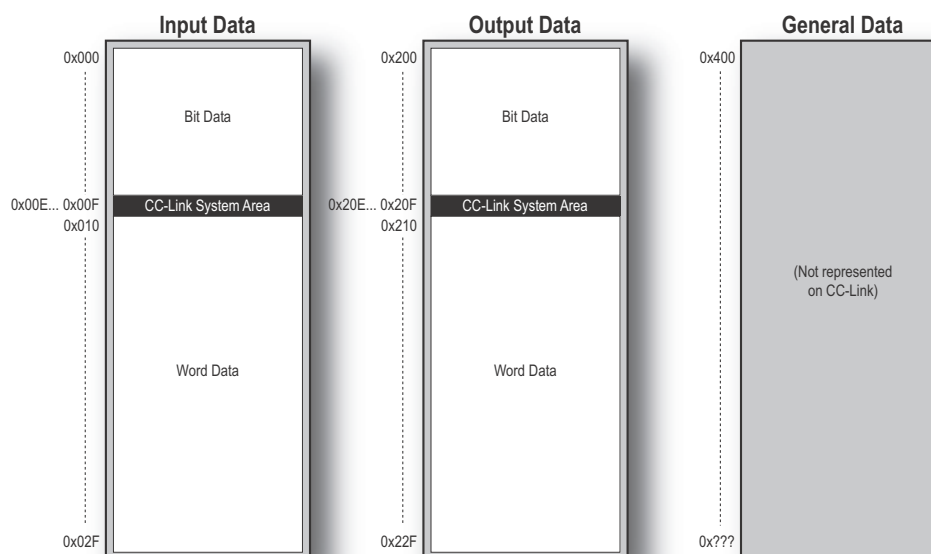 Input Data
0x000
Bit Data
0x00E... 0x00F
CC-Link System Area
0x010
Word Data
0x02F
Output Data
0x200
Bit Data
0x20E... 0x20F
CC-Link System Area
0x210
Word Data
0x22F
General Data
0x400
(Not represented
on CC-Link)
0x???